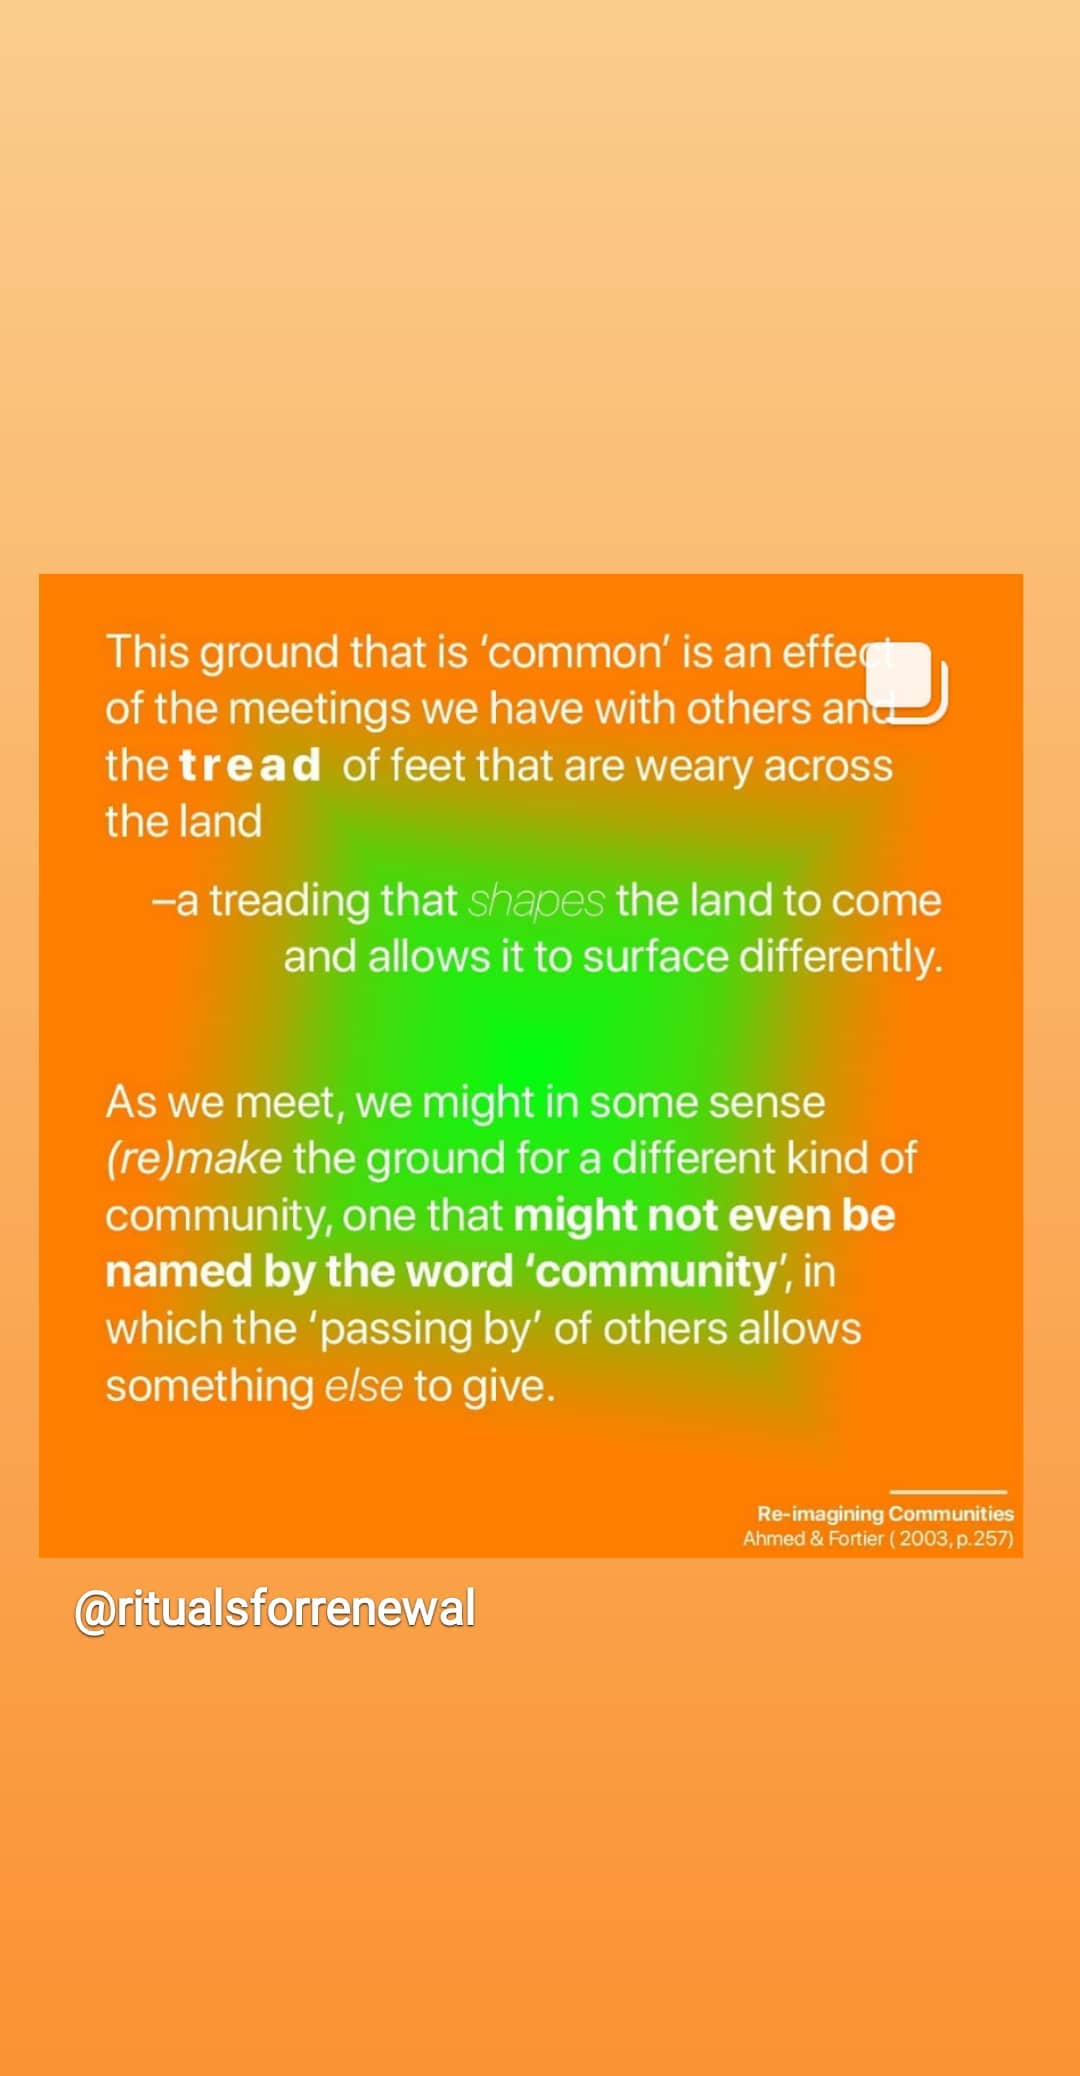 This ground that is ‘common’ is an effect
of the meetings we have with others and
the tread of feet that are weary across
the land
–a treading that shapes the land to come
and allows it to surface differently.
As we meet, we might in some sense
(re)make the ground for a different kind of
community, one that might not even be
named by the word ‘community’, in
which the ‘passing by’ of others allows
something else to give.
Re-imagining Communities
Ahmed & Fortier ( 2003, p.257)
@ritualsforrenewal